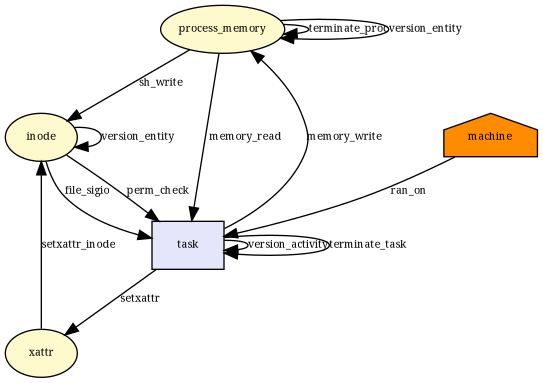 process_memory
terminate_proc
version_entity
sh_write
inode
version_entity
memory_read
memory_write
machine
file_sigio
perm_check
ran_on
setxattr_inode
task
version_activity
terminate_task
setxattr
xattr